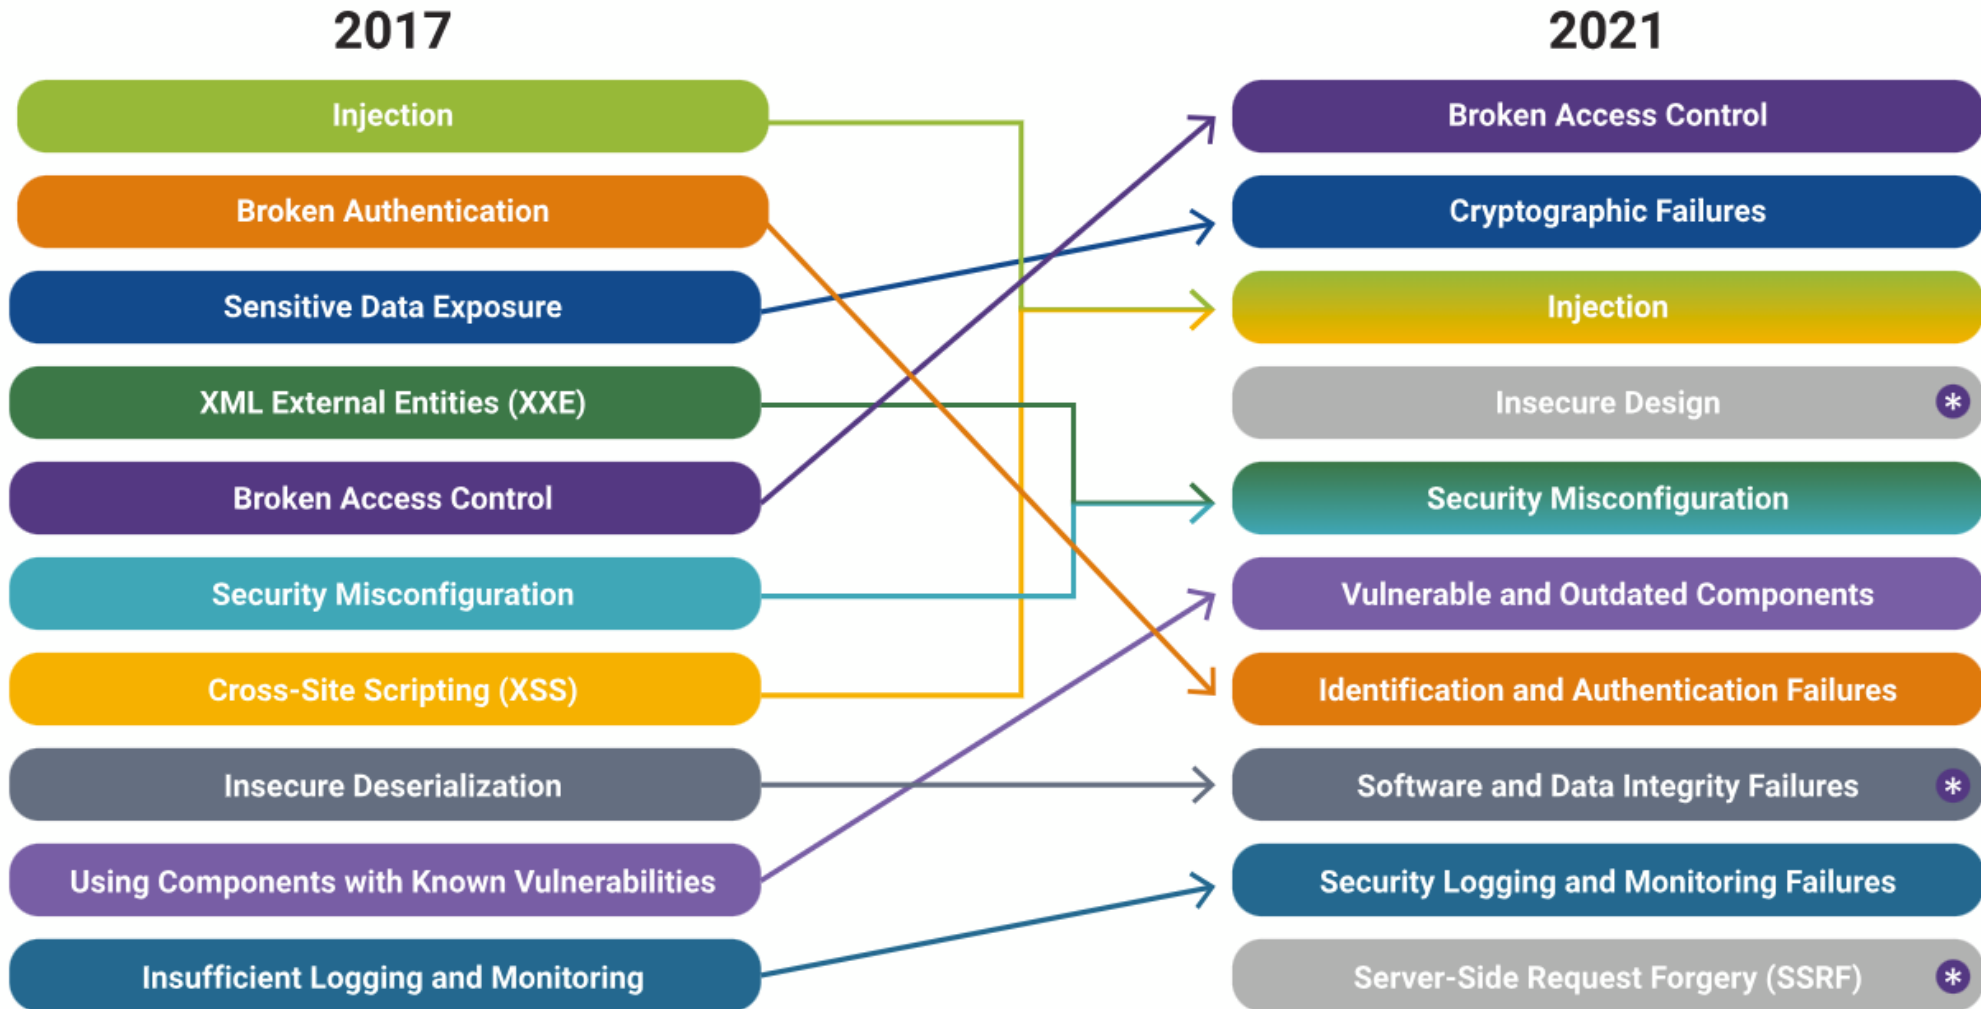 2017
2021
Injection
Broken Access Control
Broken Authentication
Cryptographic Failures
Sensitive Data Exposure
Injection
XML External Entities (XXE)
Insecure Design *
Broken Access Control
Security Misconfiguration
Security Misconfiguration
Vulnerable and Outdated Components
Cross-Site Scripting (XSS)
Identification and Authentication Failures
Insecure Deserialization
Software and Data Integrity Failures *
Using Components with Known Vulnerabilities
Security Logging and Monitoring Failures
Insufficient Logging and Monitoring
Server-Side Request Forgery (SSRF) *